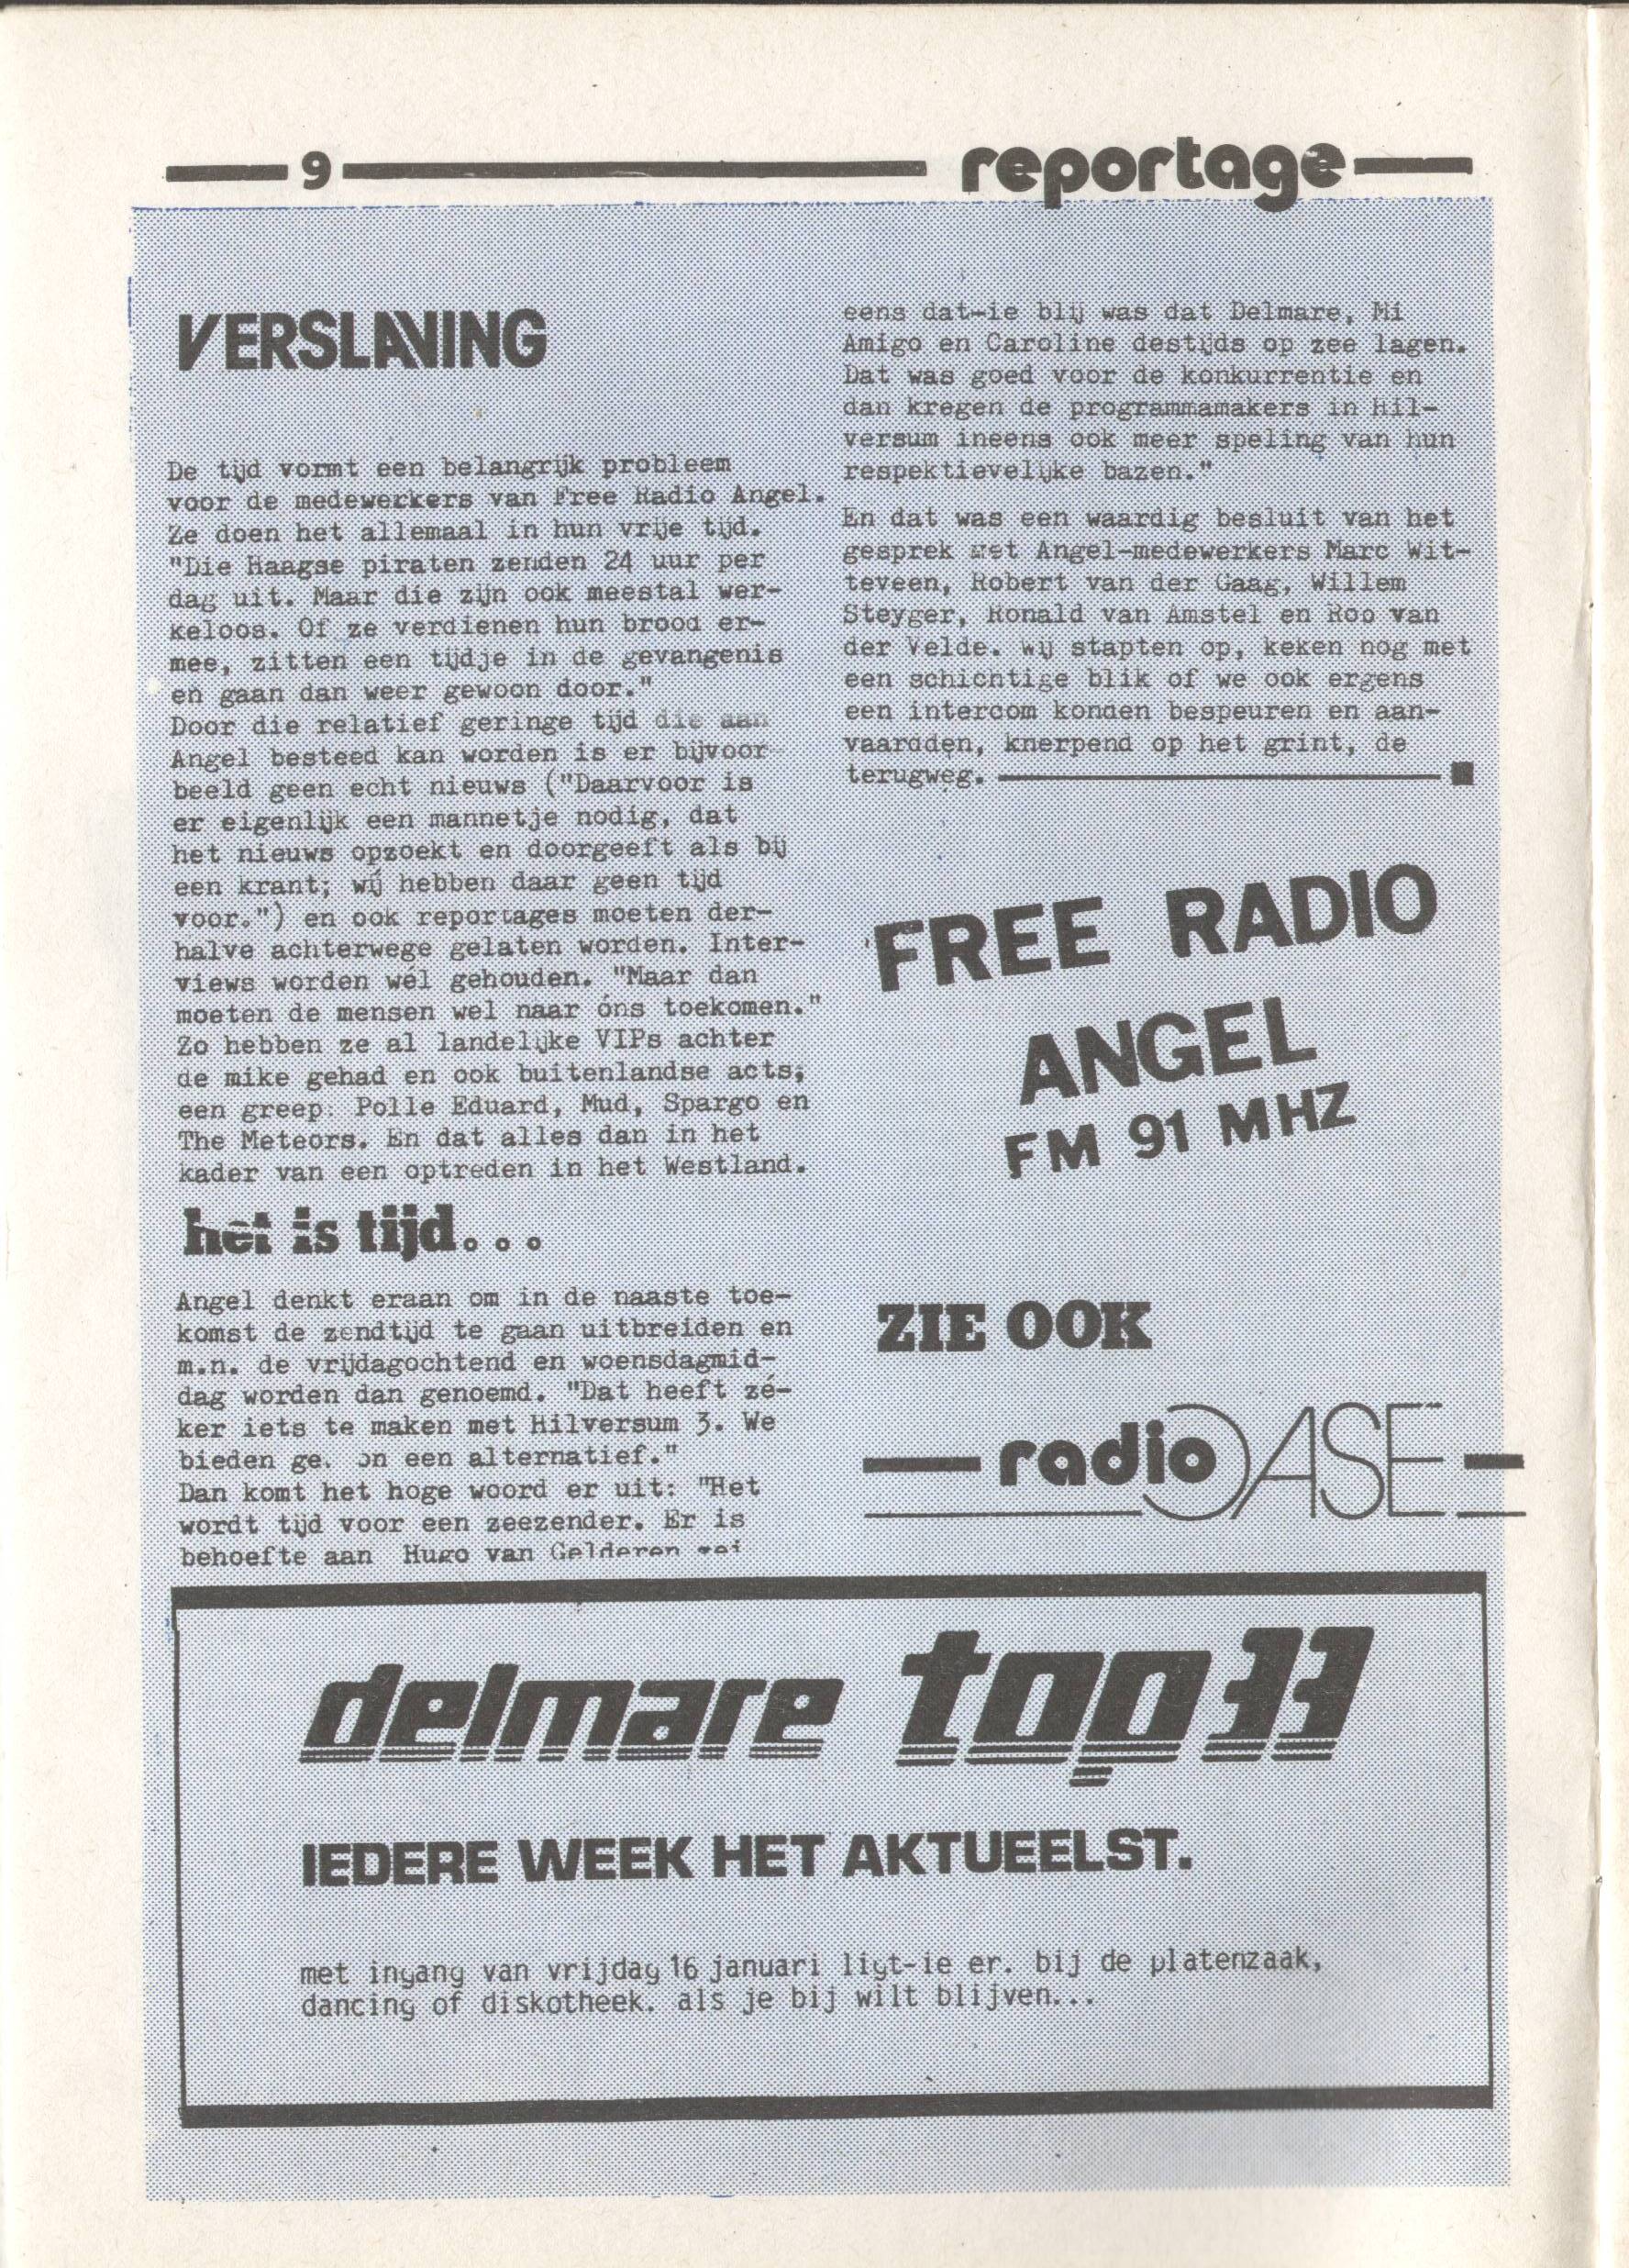 9 reportage
VERSLAVING
De tijd vormt een belangrijk probleem
voor de medewerkers van Free Radio Angel.
Ze doen het allemaal in hun vrije tijd.
"Die Haagse piraten zenden 24 uur per
dag uit. Maar die zijn ook meestal wer-
keloos. Of ze verdienen hun brood er-
mee, zitten een tijdje in de gevangenis
en gaan dan weer gewoon door."
Door die relatief geringe tijd die aan
Angel besteed kan worden is er bijvoor
beeld geen echt nieuws ("Daarvoor is
er eigenlijk een mannetje nodig, dat
het nieuws opzoekt en doorgeeft als bij
een krant; wij hebben daar geen tijd
voor.") en ook reportages moeten der-
halve achterwege gelaten worden. Inter-
views worden wél gehouden. "Maar dan
moeten de mensen wel naar óns toekomen."
Zo hebben ze al landelijke VIPs achter
de mike gehad en ook buitenlandse acts;
een greep: Polle Eduard, Mud, Spargo en
The Meteors. En dat alles dan in het
kader van een optreden in het Westland.
het is tijd...
Angel denkt eraan om in de naaste toe-
komst de zendtijd te gaan uitbreiden en
m.n. de vrijdagochtend en woensdagmid-
dag worden dan genoemd. "Dat heeft zé-
ker iets te maken met Hilversum 3. We
bieden een alternatief."
Dan komt het hoge woord er uit: "Het
wordt tijd voor een zeezender. Er is
behoefte aan Hugo van Gelderen zei
eens dat-ie blij was dat Delmare, Mi
Amigo en Caroline destijds op zee lagen.
Dat was goed voor de konkurrentie en
dan kregen de programmamakers in Hil-
versum ineens ook meer speling van hun
respektievelijke bazen."
En dat was een waardig besluit van het
gesprek met Angel-medewerkers Marc Wit-
teveen, Robert van der Gaag, Willem
Steyger, Ronald van Amstel en Rob van
der Velde. Wij stapten op, keken nog met
een schichtige blik of we ook ergens
een intercom konden bespeuren en aan-
vaardden, knerpend op het grint, de
terugweg.
FREE RADIO
ANGEL
FM 91 MHZ
ZIE OOK
radio OASE
delmare top 33
IEDERE WEEK HET AKTUEELST.
met ingang van vrijdag 16 januari ligt-ie er. bij de platenzaak,
dancing of diskotheek. als je bij wilt blijven...